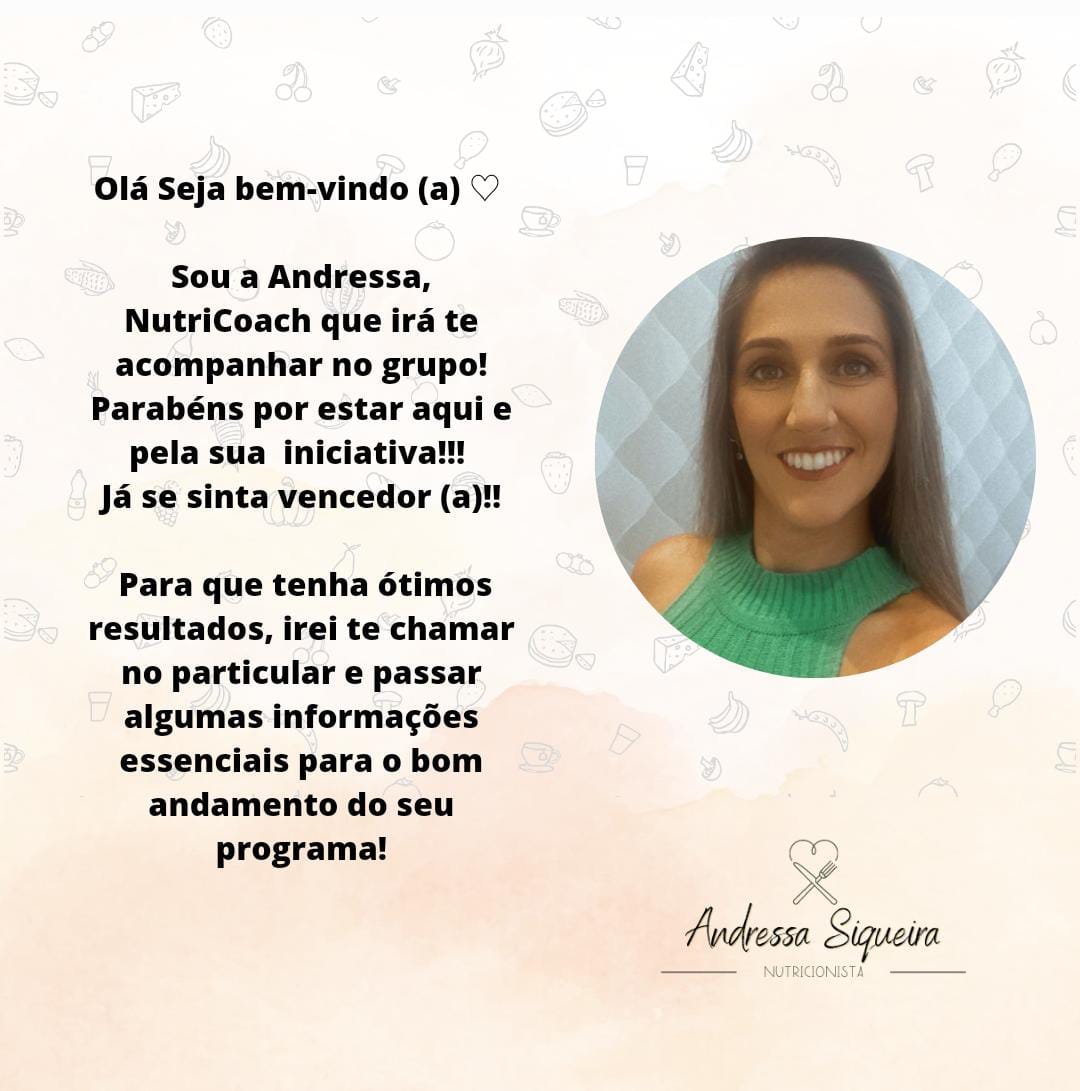 Olá Seja bem-vindo (a) ♡
Sou a Andressa,
NutriCoach que irá te
acompanhar no grupo!
Parabéns por estar aqui e
pela sua  iniciativa!!!
Já se sinta vencedor (a)!!
Para que tenha ótimos
resultados, irei te chamar
no particular e passar
algumas informações
essenciais para o bom
andamento do seu
programa!
Andressa Siqueira
NUTRICIONISTA